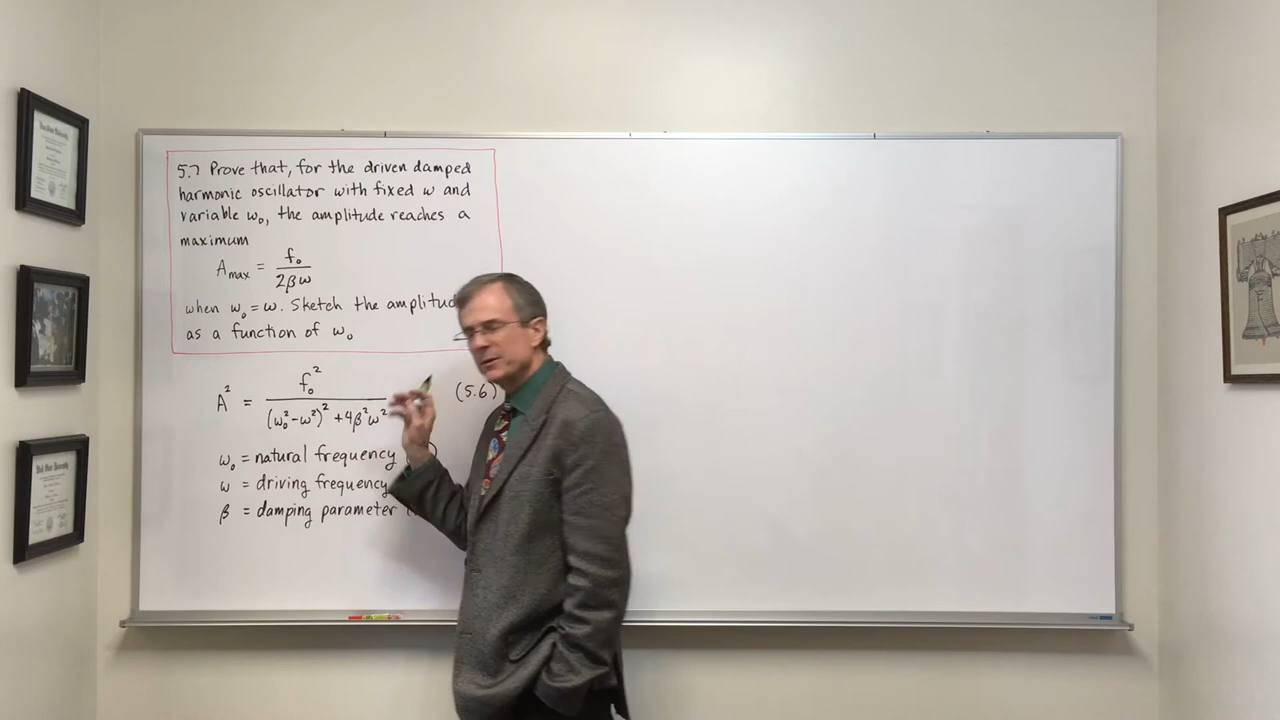 5.7 Prove that, for the driven damped
harmonic oscillator with fixed ω and
variable ω₀, the amplitude reaches a
maximum
A_max = f₀ / 2βω
when ω₀ = ω. Sketch the
as a function of ω₀
A² = f₀² / (ω₀² - ω²)² + 4β²ω² (5.6)
ω₀ = natural frequency
ω = driving frequency
β = damping parameter